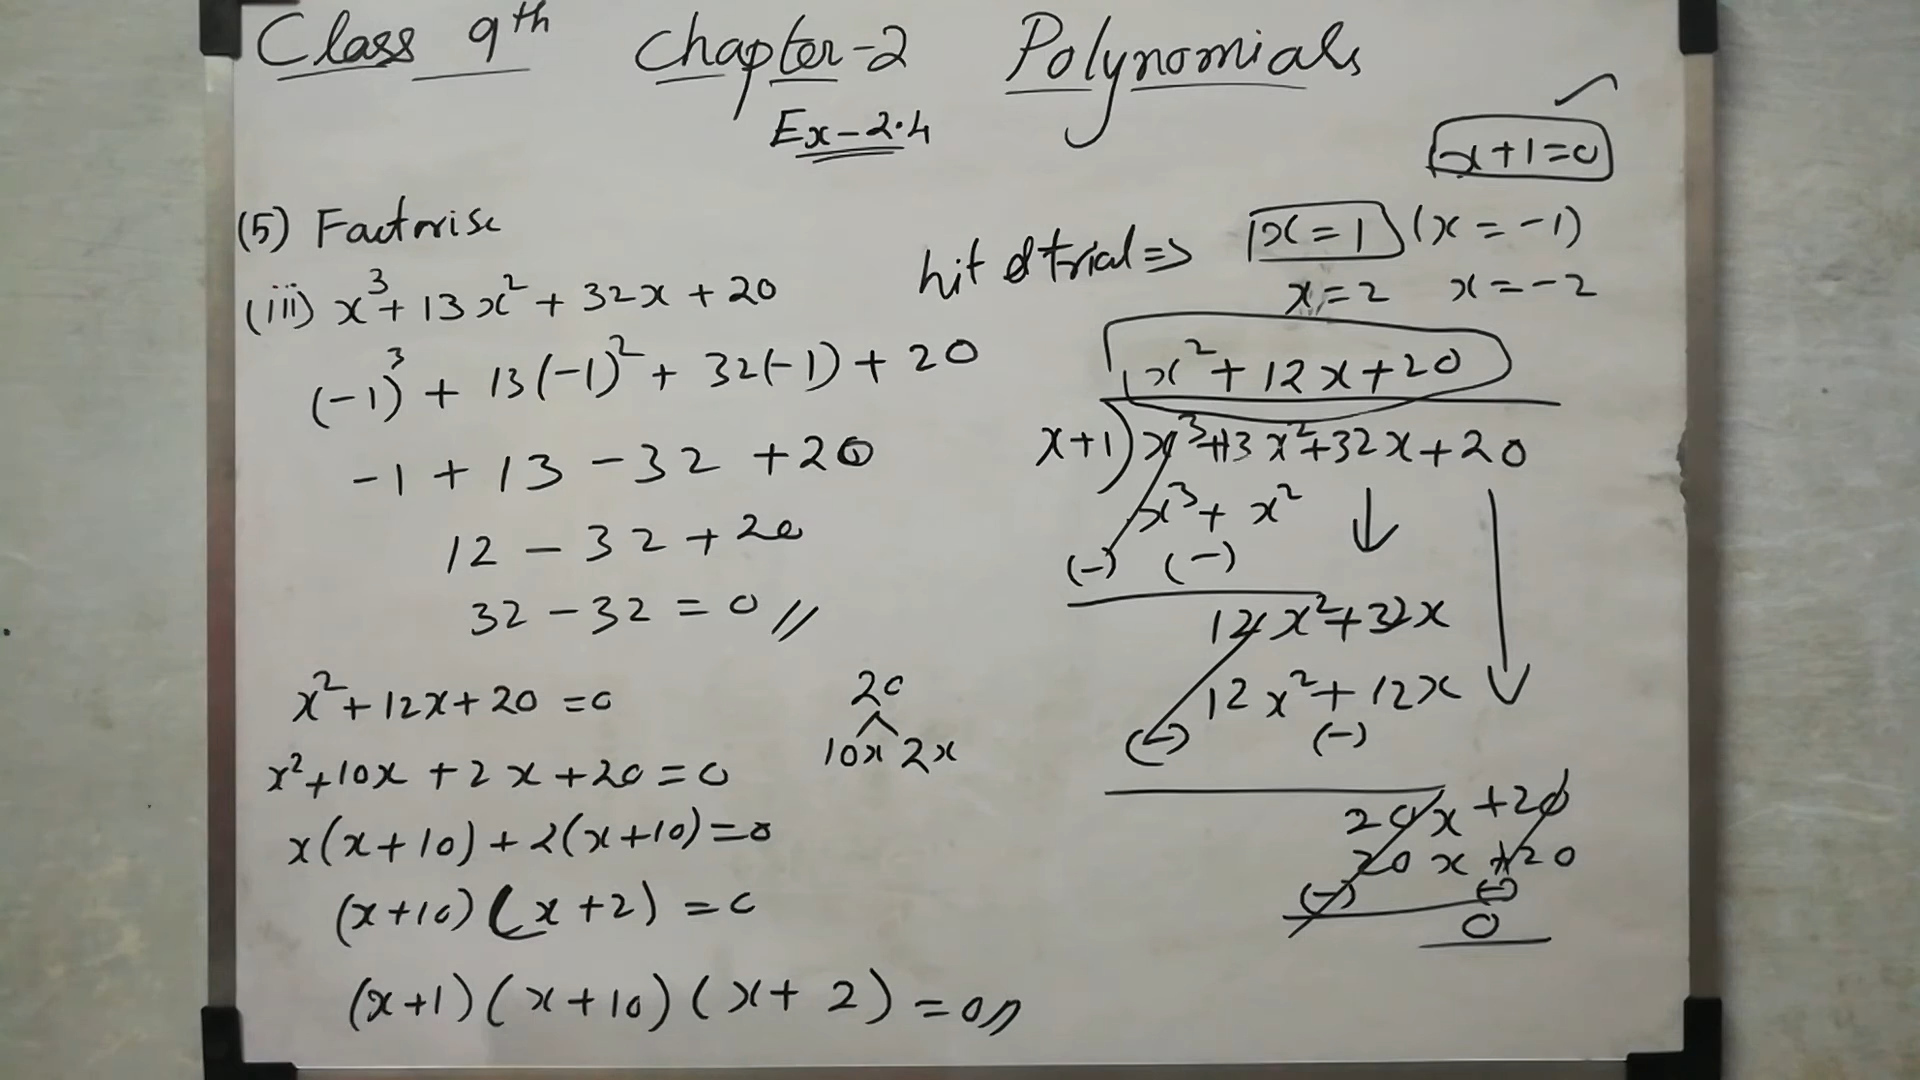 Class 9th Chapter-2 Polynomials
Ex-2.4
x+1=0
(5) Factorise
hit & trial => x=1 (x=-1)
x=2 x=-2
(iii) x³+13x²+32x+20
(-1)³+13(-1)²+32(-1)+20
-1+13-32+20
12-32+20
32-32=0//
x²+12x+20
x+1)x³+13x²+32x+20
x³+x²
(-) (-)
12x²+32x
12x²+12x
(-) (-)
20x+20
20x+20
(-) (-)
0
x²+12x+20=0
20
10x 2x
x²+10x+2x+20=0
x(x+10)+2(x+10)=0
(x+10)(x+2)=0
(x+1)(x+10)(x+2)=0//